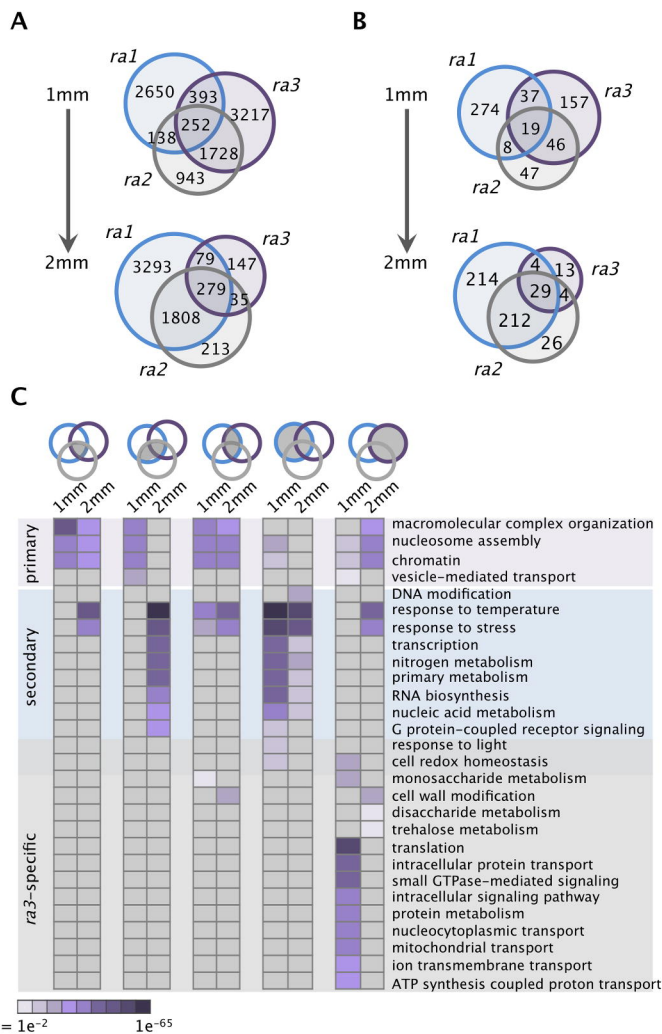 A
B
ra1
ra3
1mm
2650
393
3217
252
138
1728
943
ra2
ra1
ra3
2mm
3293
79
147
279
35
1808
213
ra2
ra1
ra3
1mm
274
37
157
19
8
46
47
ra2
ra1
2mm
4
13
ra3
214
29
4
212
26
ra2
C
1mm 2mm
1mm 2mm
1mm 2mm
1mm 2mm
1mm 2mm
primary
macromolecular complex organization
nucleosome assembly
chromatin
vesicle-mediated transport
secondary
DNA modification
response to temperature
response to stress
transcription
nitrogen metabolism
primary metabolism
RNA biosynthesis
nucleic acid metabolism
G protein-coupled receptor signaling
response to light
cell redox homeostasis
ra3-specific
monosaccharide metabolism
cell wall modification
disaccharide metabolism
trehalose metabolism
translation
intracellular protein transport
small GTPase-mediated signaling
intracellular signaling pathway
protein metabolism
nucleocytoplasmic transport
mitochondrial transport
ion transmembrane transport
ATP synthesis coupled proton transport
= 1e-2
1e-65